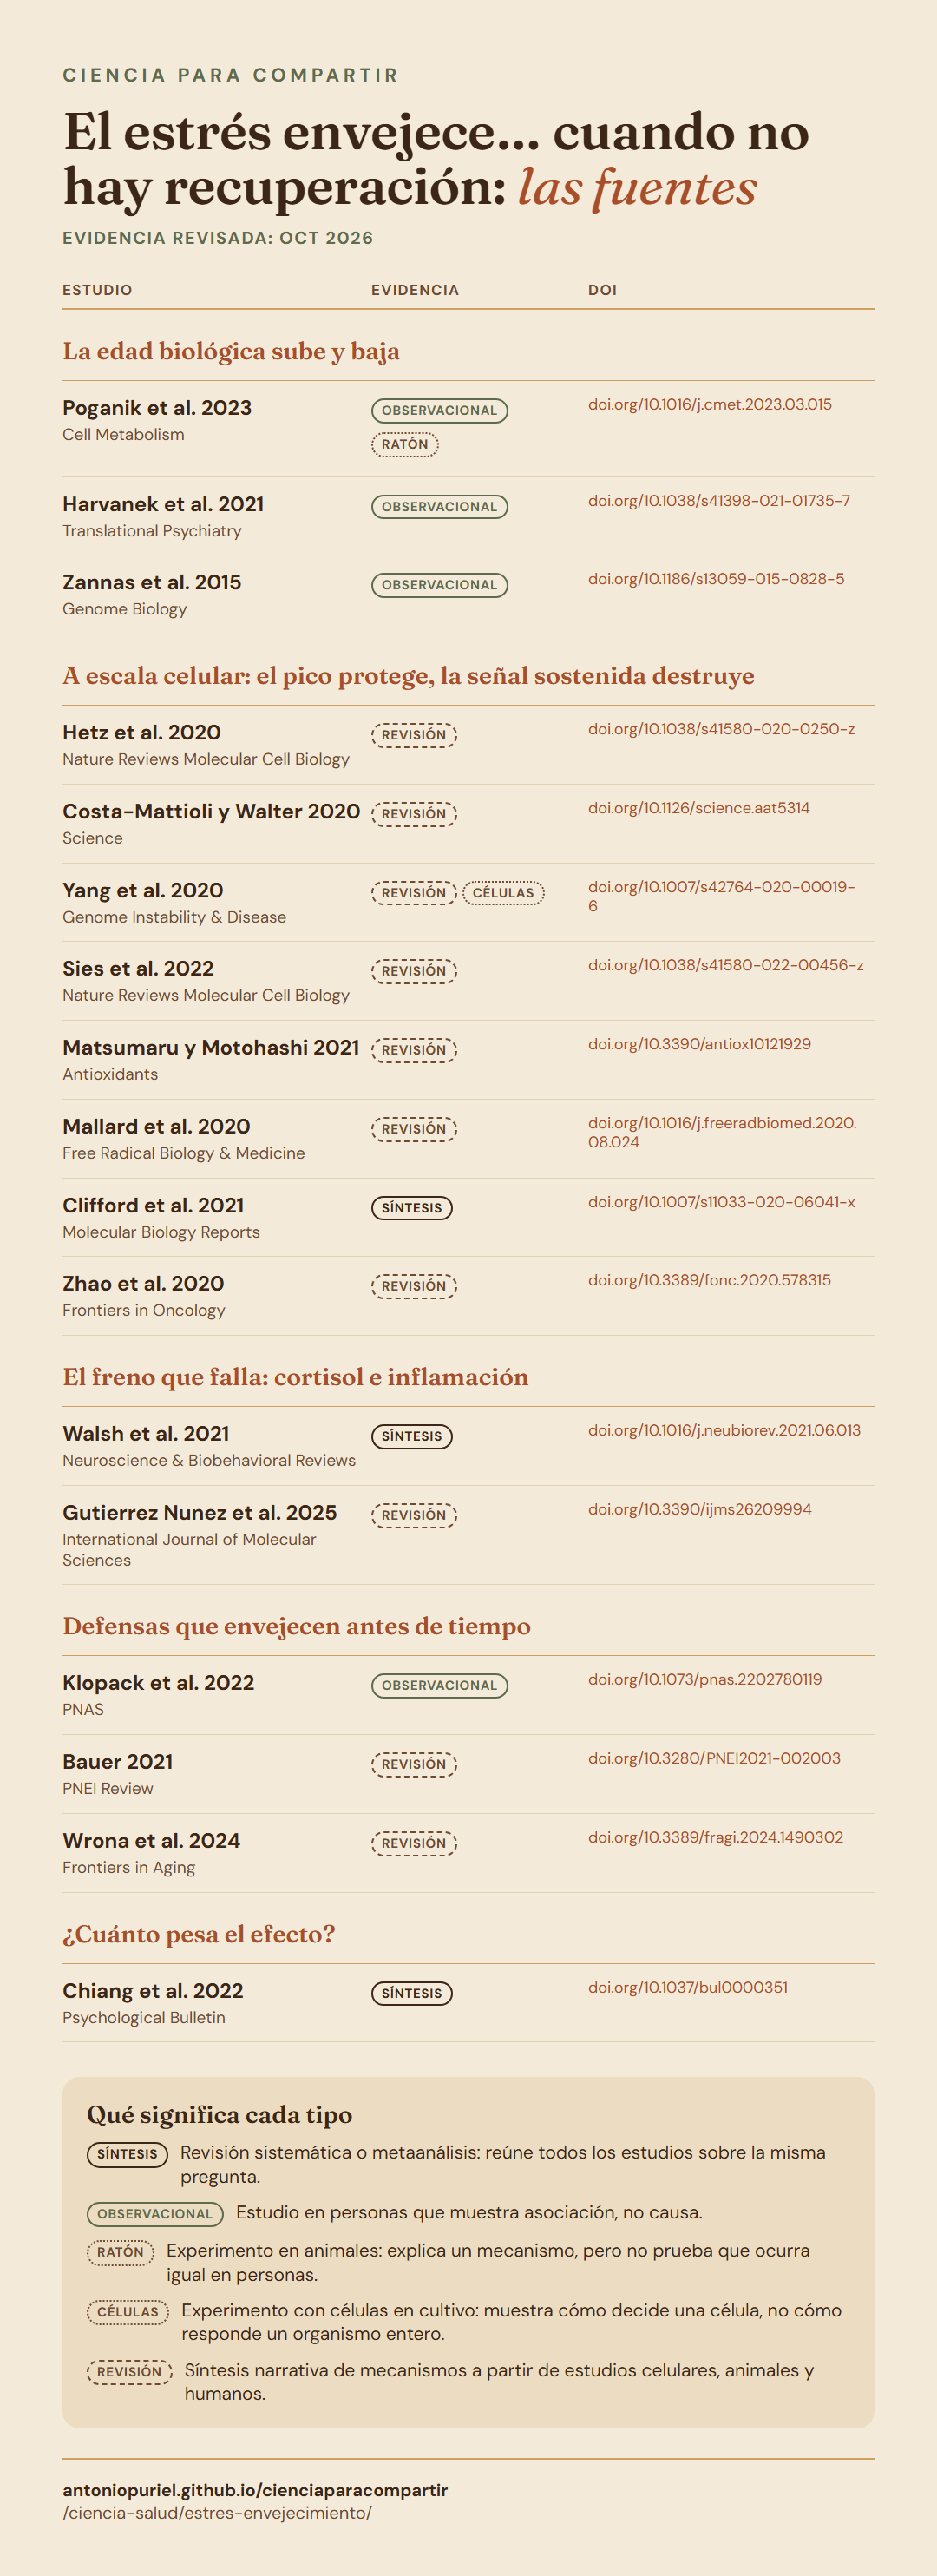 CIENCIA PARA COMPARTIR
El estrés envejece... cuando no
hay recuperación: las fuentes
EVIDENCIA REVISADA: OCT 2026
ESTUDIO EVIDENCIA DOI
La edad biológica sube y baja
Poganik et al. 2023 OBSERVACIONAL doi.org/10.1016/j.cmet.2023.03.015
Cell Metabolism RATÓN
Harvanek et al. 2021 OBSERVACIONAL doi.org/10.1038/s41398-021-01735-7
Translational Psychiatry
Zannas et al. 2015 OBSERVACIONAL doi.org/10.1186/s13059-015-0828-5
Genome Biology
A escala celular: el pico protege, la señal sostenida destruye
Hetz et al. 2020 REVISIÓN doi.org/10.1038/s41580-020-0250-z
Nature Reviews Molecular Cell Biology
Costa-Mattioli y Walter 2020 REVISIÓN doi.org/10.1126/science.aat5314
Science
Yang et al. 2020 REVISIÓN CÉLULAS doi.org/10.1007/s42764-020-00019-
Genome Instability & Disease 6
Sies et al. 2022 REVISIÓN doi.org/10.1038/s41580-022-00456-z
Nature Reviews Molecular Cell Biology
Matsumaru y Motohashi 2021 REVISIÓN doi.org/10.3390/antiox10121929
Antioxidants
Mallard et al. 2020 REVISIÓN doi.org/10.1016/j.freeradbiomed.2020.
Free Radical Biology & Medicine 08.024
Clifford et al. 2021 SÍNTESIS doi.org/10.1007/s11033-020-06041-x
Molecular Biology Reports
Zhao et al. 2020 REVISIÓN doi.org/10.3389/fonc.2020.578315
Frontiers in Oncology
El freno que falla: cortisol e inflamación
Walsh et al. 2021 SÍNTESIS doi.org/10.1016/j.neubiorev.2021.06.013
Neuroscience & Biobehavioral Reviews
Gutierrez Nunez et al. 2025 REVISIÓN doi.org/10.3390/ijms26209994
International Journal of Molecular
Sciences
Defensas que envejecen antes de tiempo
Klopack et al. 2022 OBSERVACIONAL doi.org/10.1073/pnas.2202780119
PNAS
Bauer 2021 REVISIÓN doi.org/10.3280/PNEI2021-002003
PNEI Review
Wrona et al. 2024 REVISIÓN doi.org/10.3389/fragi.2024.1490302
Frontiers in Aging
¿Cuánto pesa el efecto?
Chiang et al. 2022 SÍNTESIS doi.org/10.1037/bul0000351
Psychological Bulletin
Qué significa cada tipo
SÍNTESIS Revisión sistemática o metaanálisis: reúne todos los estudios sobre la misma
pregunta.
OBSERVACIONAL Estudio en personas que muestra asociación, no causa.
RATÓN Experimento en animales: explica un mecanismo, pero no prueba que ocurra
igual en personas.
CÉLULAS Experimento con células en cultivo: muestra cómo decide una célula, no cómo
responde un organismo entero.
REVISIÓN Síntesis narrativa de mecanismos a partir de estudios celulares, animales y
humanos.
antoniopuriel.github.io/cienciaparacompartir
/ciencia-salud/estres-envejecimiento/